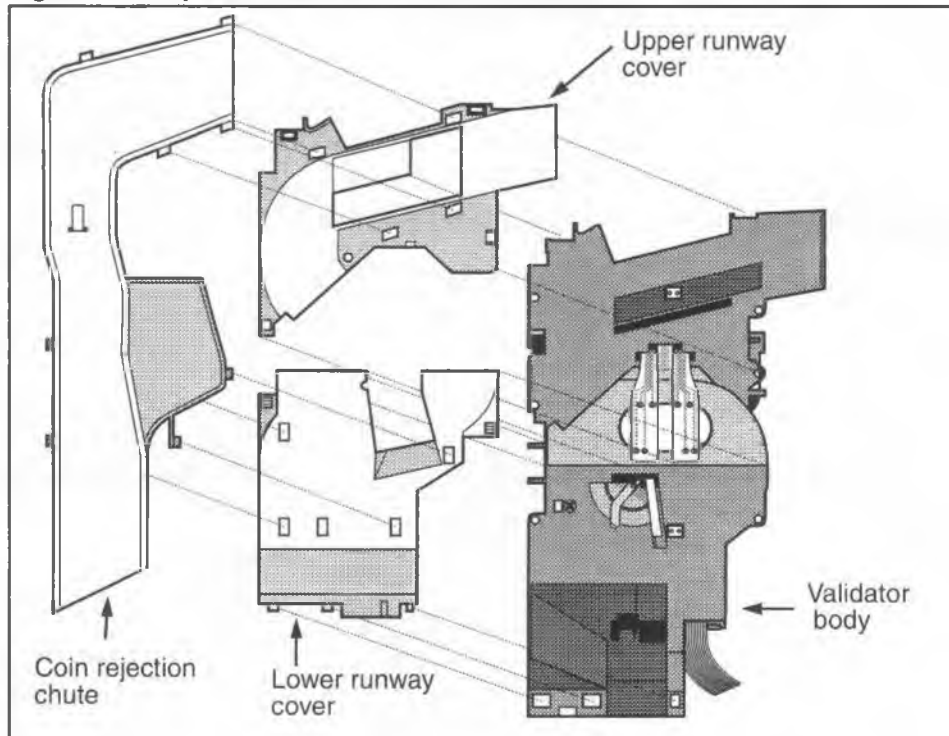 Upper runway
cover
Validator
body
Coin rejection
chute
Lower runway
cover